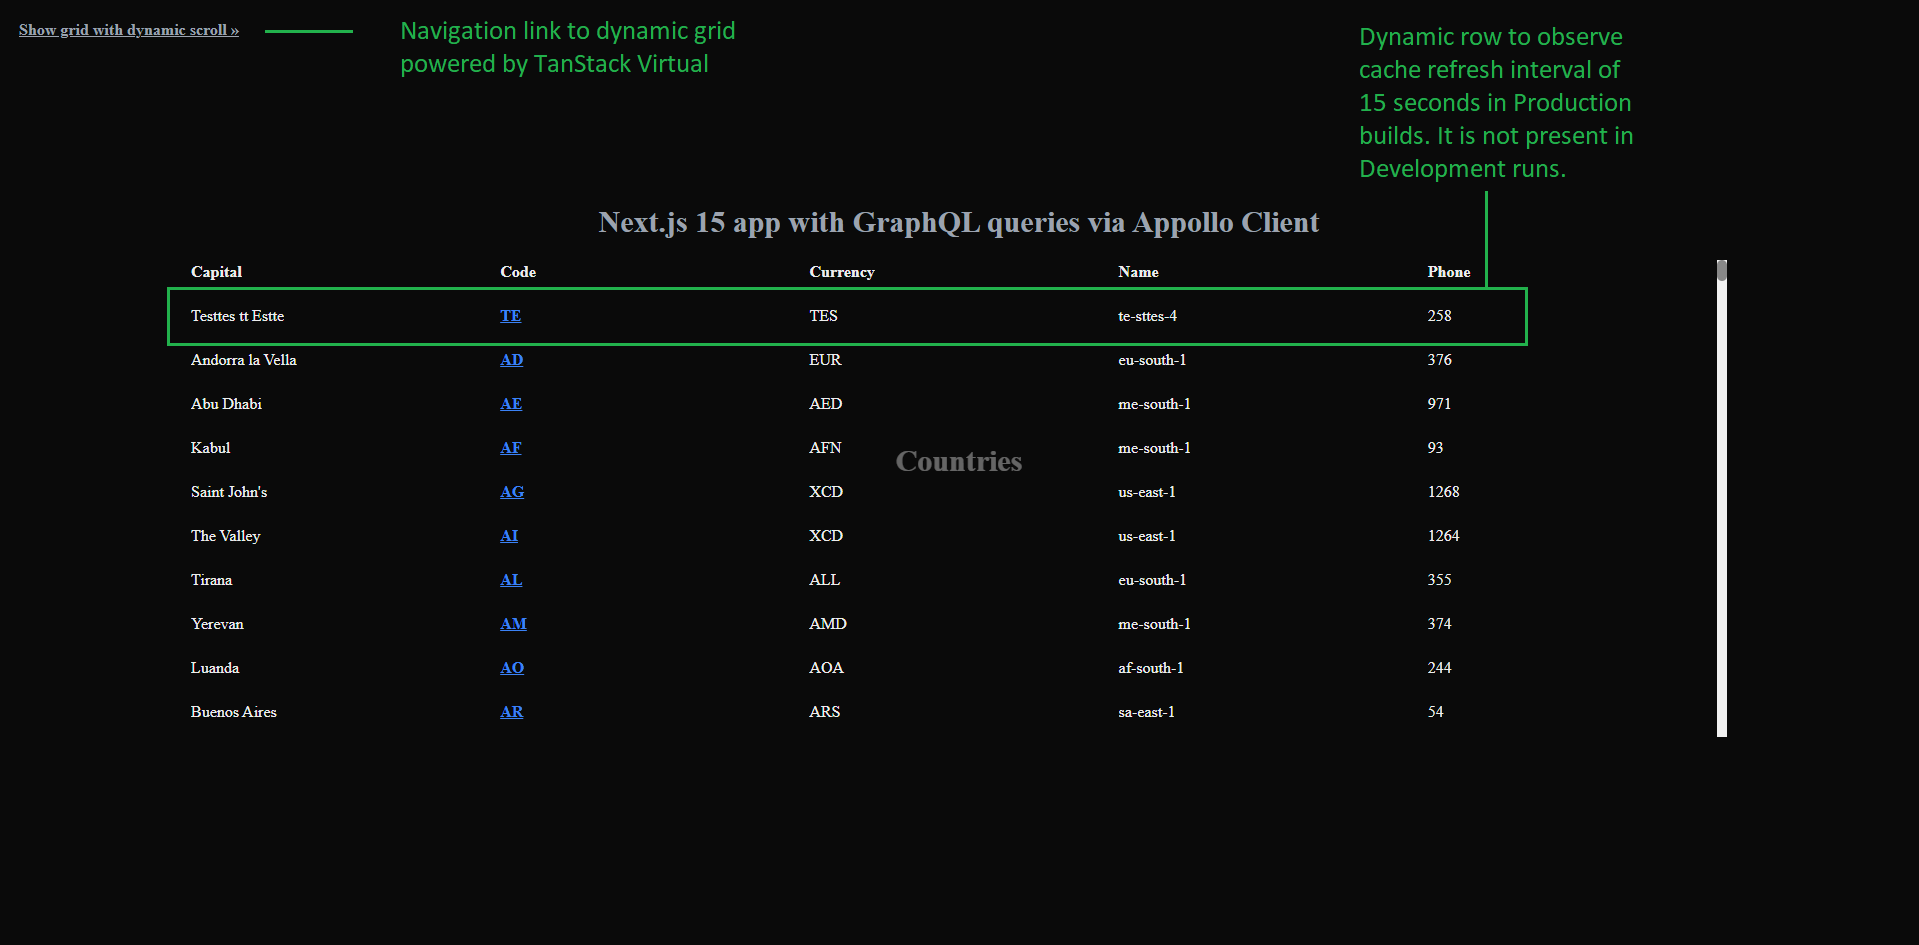 Show grid with dynamic scroll »
Navigation link to dynamic grid
powered by TanStack Virtual
Dynamic row to observe
cache refresh interval of
15 seconds in Production
builds. It is not present in
Development runs.
Next.js 15 app with GraphQL queries via Appollo Client
Capital Code Currency Name Phone
Testtes tt Estte TE TES te-sttes-4 258
Andorra la Vella AD EUR eu-south-1 376
Abu Dhabi AE AED me-south-1 971
Kabul AF AFN me-south-1 93
Countries
Saint John's AG XCD us-east-1 1268
The Valley AI XCD us-east-1 1264
Tirana AL ALL eu-south-1 355
Yerevan AM AMD me-south-1 374
Luanda AO AOA af-south-1 244
Buenos Aires AR ARS sa-east-1 54